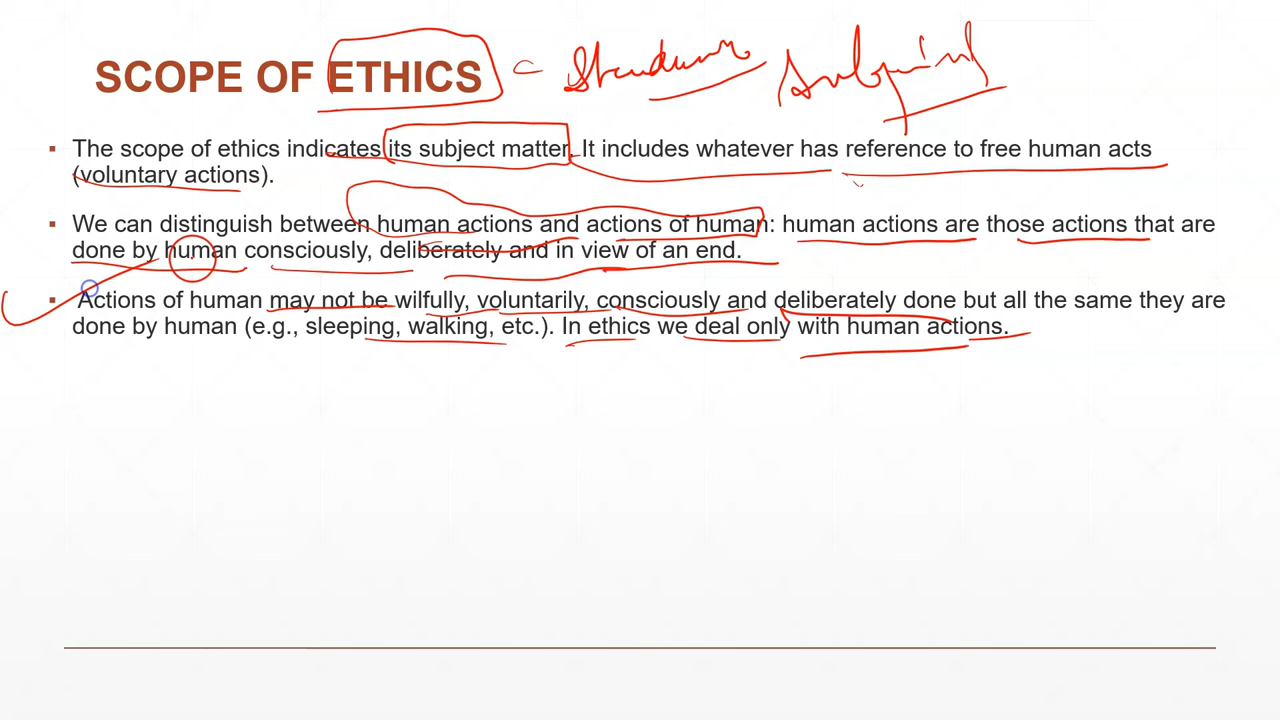 SCOPE OF ETHICS
▪ The scope of ethics indicates its subject matter. It includes whatever has reference to free human acts
(voluntary actions).
▪ We can distinguish between human actions and actions of human: human actions are those actions that are
done by human consciously, deliberately and in view of an end.
▪ Actions of human may not be wilfully, voluntarily, consciously and deliberately done but all the same they are
done by human (e.g., sleeping, walking, etc.). In ethics we deal only with human actions.